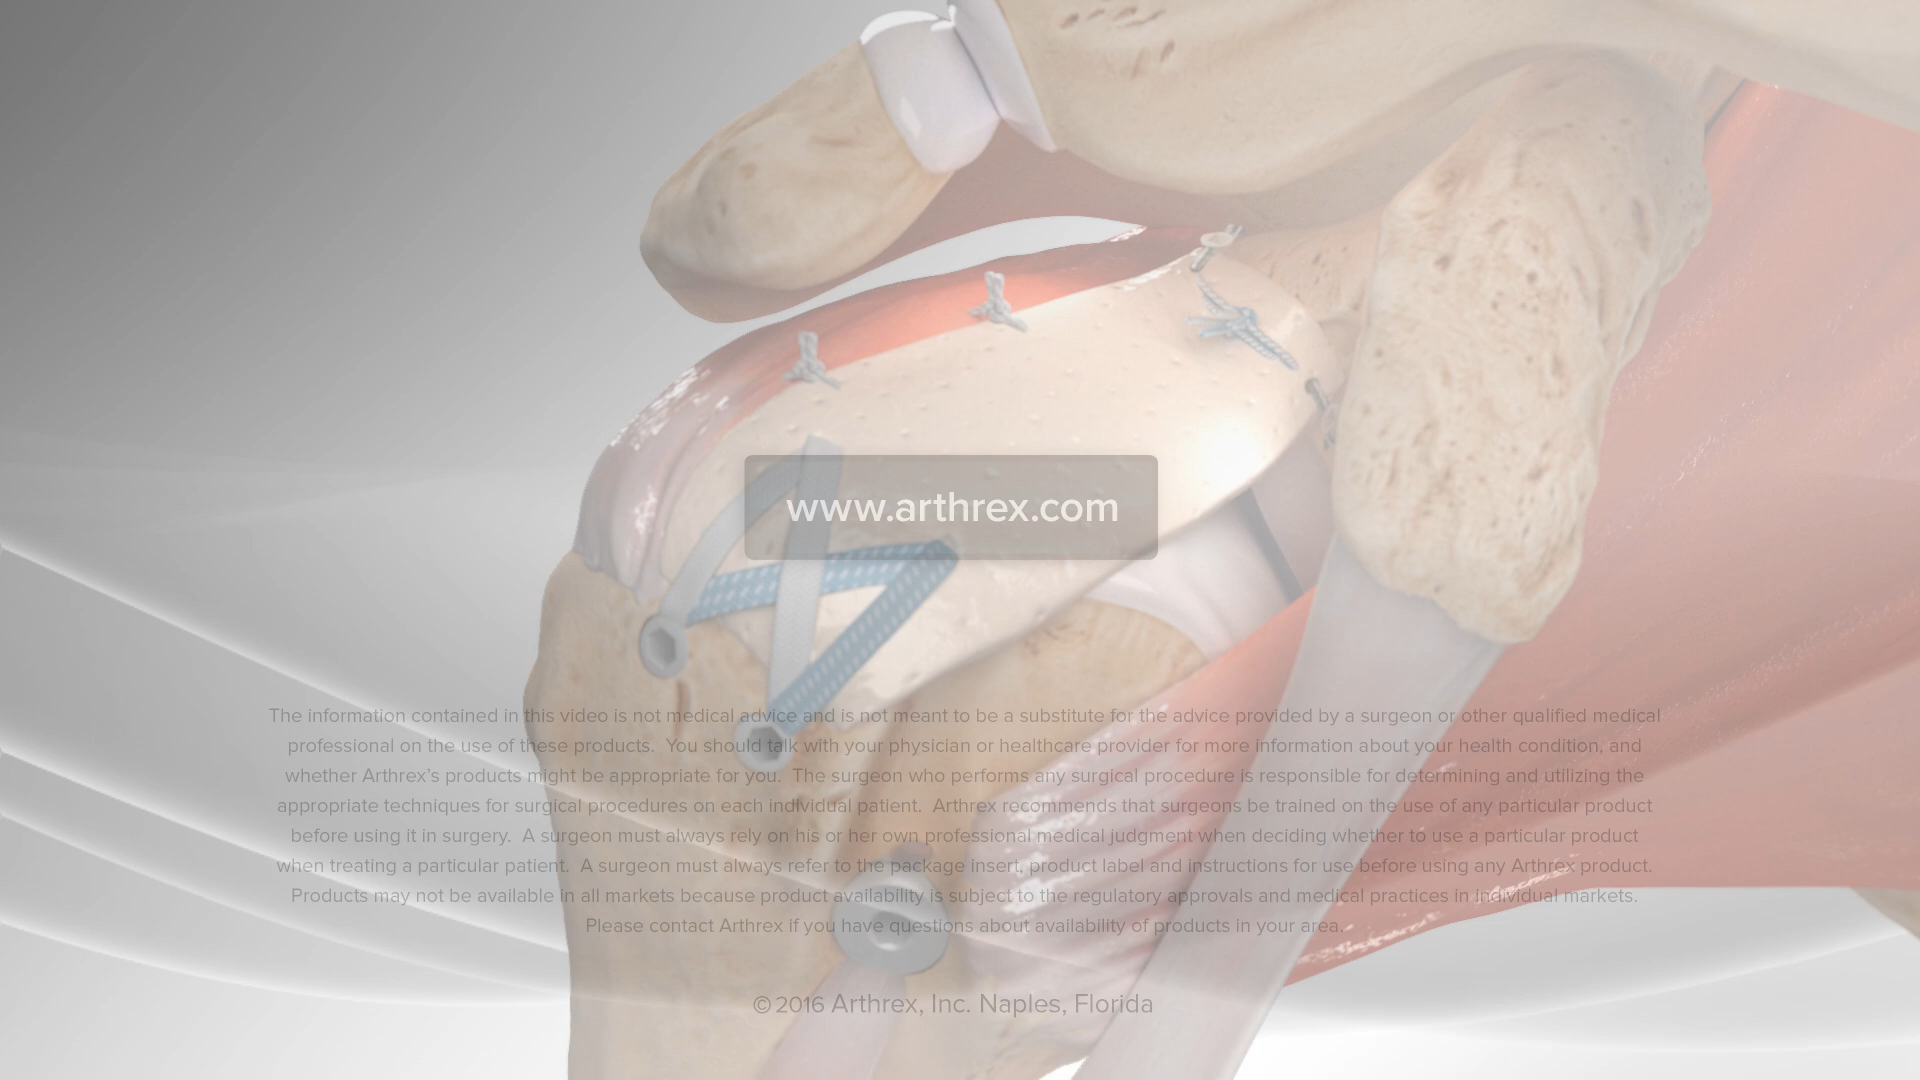 www.arthrex.com
The information contained in this video is not medical advice and is not meant to be a substitute for the advice provided by a surgeon or other qualified medical
professional on the use of these products.  You should talk with your physician or healthcare provider for more information about your health condition, and
whether Arthrex’s products might be appropriate for you.  The surgeon who performs any surgical procedure is responsible for determining and utilizing the
appropriate techniques for surgical procedures on each individual patient.  Arthrex recommends that surgeons be trained on the use of any particular product
before using it in surgery.  A surgeon must always rely on his or her own professional medical judgment when deciding whether to use a particular product
when treating a particular patient.  A surgeon must always refer to the package insert, product label and instructions for use before using any Arthrex product.
Products may not be available in all markets because product availability is subject to the regulatory approvals and medical practices in individual markets.
Please contact Arthrex if you have questions about availability of products in your area.
© 2016 Arthrex, Inc. Naples, Florida